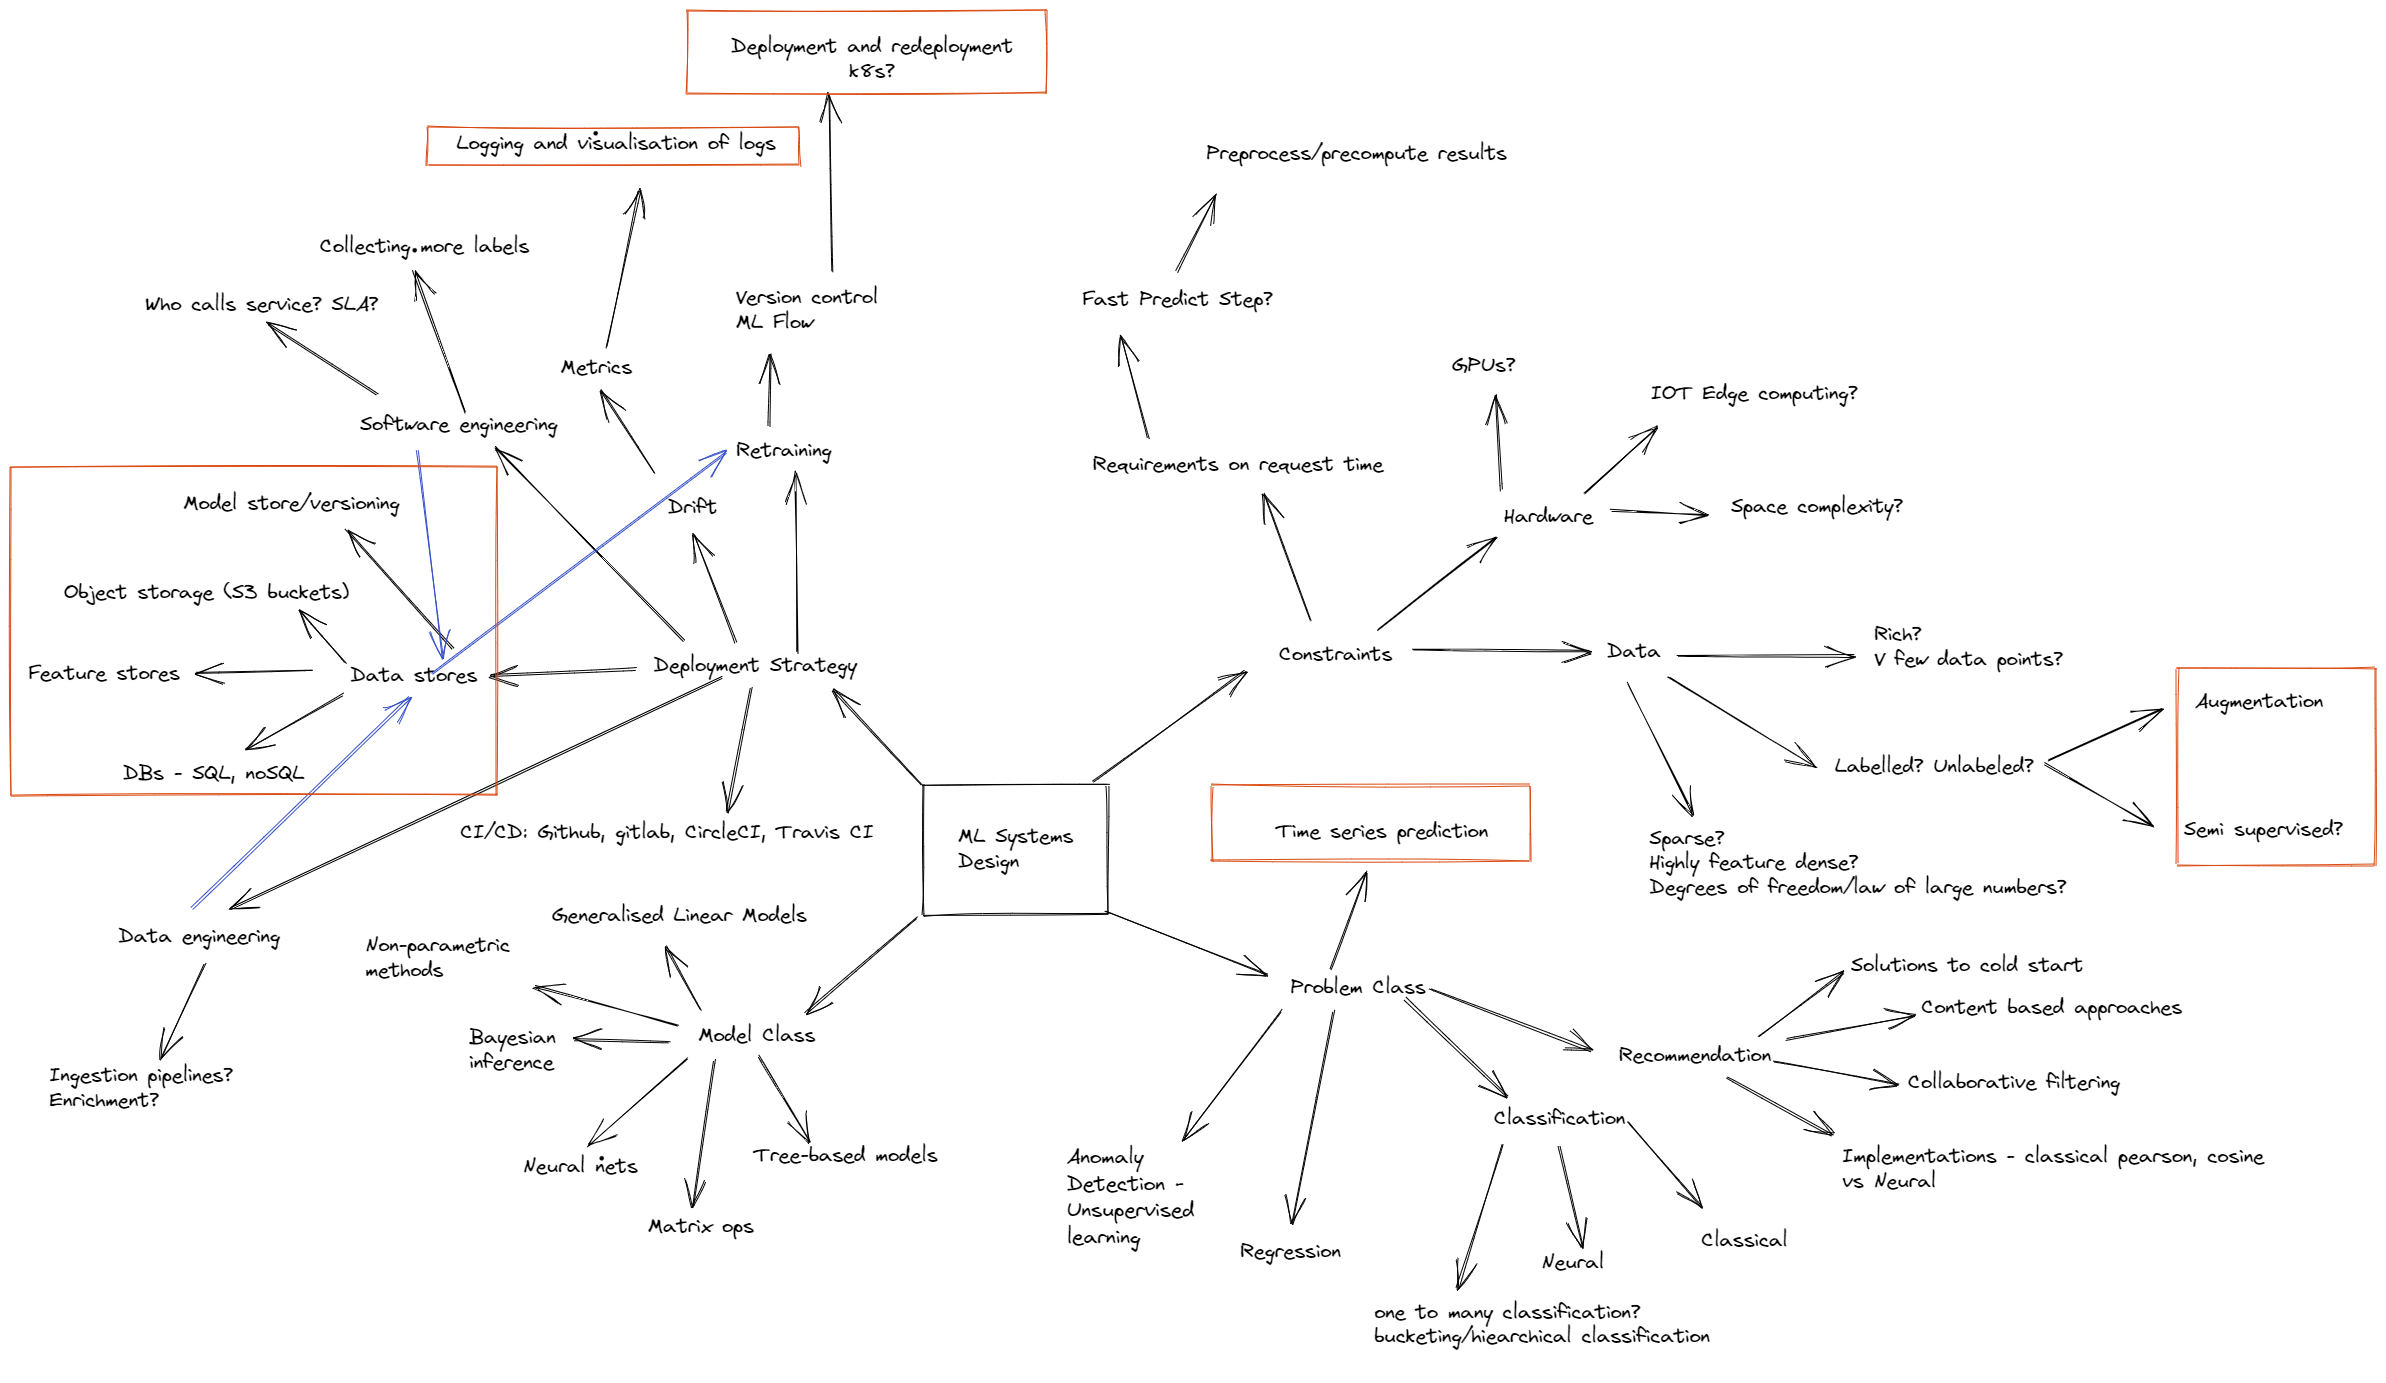 Deployment and redeployment
k8s?
Logging and visualisation of logs
Preprocess/precompute results
Collecting more labels
Who calls service? SLA?
Version control
ML Flow
Fast Predict Step?
Metrics
GPUs?
IOT Edge computing?
Software engineering
Retraining
Requirements on request time
Model store/versioning
Drift
Hardware
Space complexity?
Object storage (S3 buckets)
Feature stores
Data stores
Deployment Strategy
Constraints
Data
Rich?
V few data points?
Augmentation
DBs - SQL, noSQL
Labelled? Unlabeled?
CI/CD: Github, gitlab, CircleCI, Travis CI
ML Systems
Design
Time series prediction
Semi supervised?
Sparse?
Highly feature dense?
Degrees of freedom/law of large numbers?
Data engineering
Generalised Linear Models
Non-parametric
methods
Problem Class
Solutions to cold start
Content based approaches
Bayesian
inference
Model Class
Recommendation
Collaborative filtering
Ingestion pipelines?
Enrichment?
Classification
Neural nets
Tree-based models
Matrix ops
Anomaly
Detection -
Unsupervised
learning
Implementations - classical pearson, cosine
vs Neural
Regression
Neural
Classical
one to many classification?
bucketing/hiearchical classification